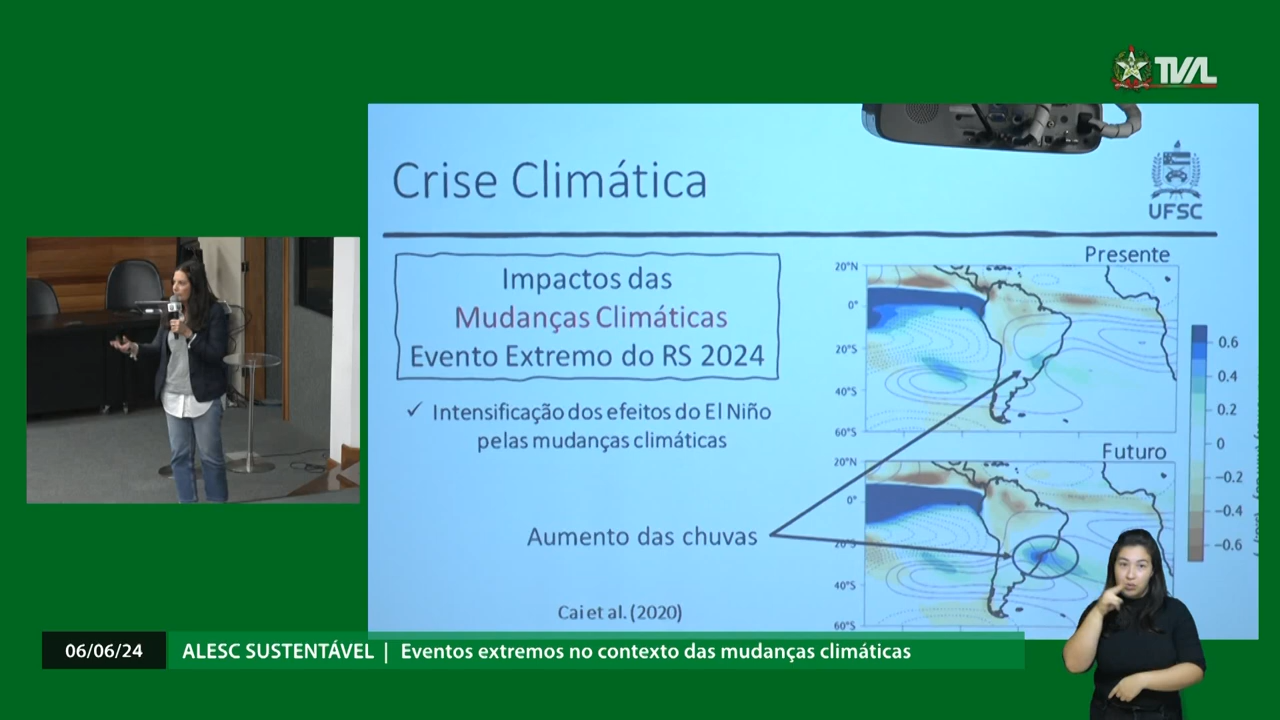 TVAL
Crise Climática
UFSC
Impactos das
Mudanças Climáticas
Evento Extremo do RS 2024
✓ Intensificação dos efeitos do El Niño
pelas mudanças climáticas
Aumento das chuvas
Cai et al. (2020)
Presente
20°N
0°
20°S
40°S
60°S
Futuro
20°N
0°
20°S
40°S
60°S
0.6
0.4
0.2
0
−0.2
−0.4
−0.6
06/06/24
ALESC SUSTENTÁVEL | Eventos extremos no contexto das mudanças climáticas